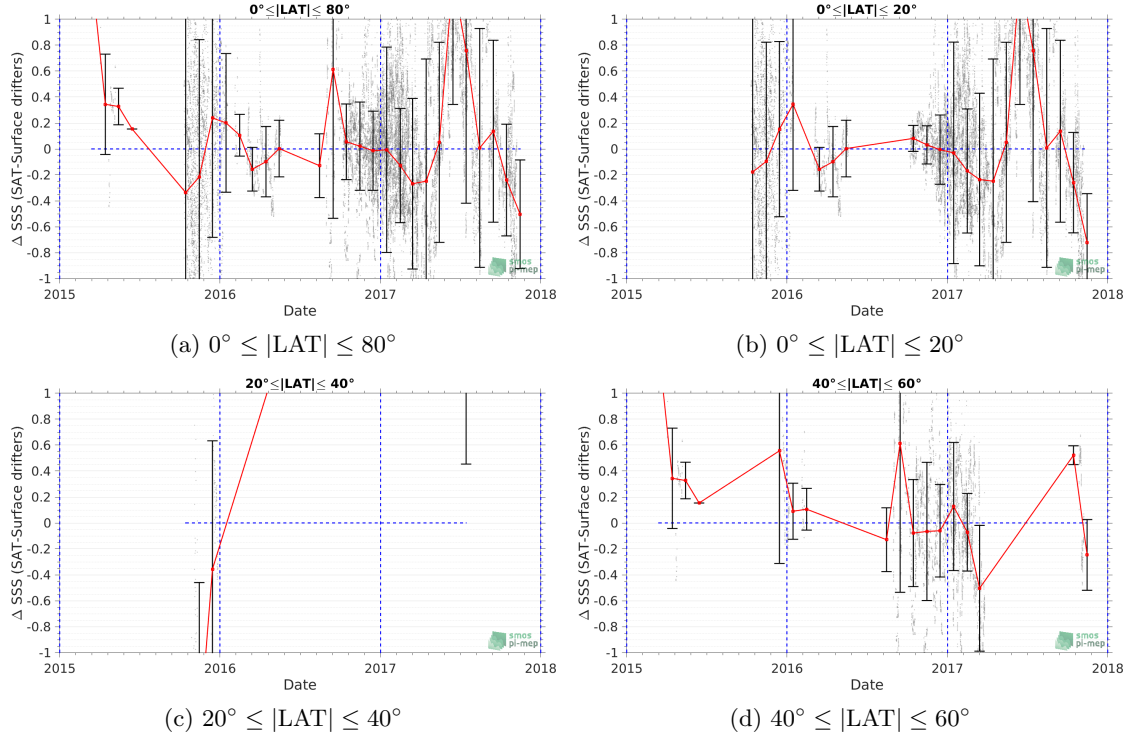 0°≤|LAT|≤ 80°
Δ SSS (SAT-Surface drifters)
1
0.8
0.6
0.4
0.2
0
-0.2
-0.4
-0.6
-0.8
-1
smos
pi-mep
2015 2016 2017 2018
Date
(a) 0° ≤ |LAT| ≤ 80°
0°≤|LAT|≤ 20°
Δ SSS (SAT-Surface drifters)
1
0.8
0.6
0.4
0.2
0
-0.2
-0.4
-0.6
-0.8
-1
smos
pi-mep
2015 2016 2017 2018
Date
(b) 0° ≤ |LAT| ≤ 20°
20°≤|LAT|≤ 40°
Δ SSS (SAT-Surface drifters)
1
0.8
0.6
0.4
0.2
0
-0.2
-0.4
-0.6
-0.8
-1
smos
pi-mep
2015 2016 2017 2018
Date
(c) 20° ≤ |LAT| ≤ 40°
40°≤|LAT|≤ 60°
Δ SSS (SAT-Surface drifters)
1
0.8
0.6
0.4
0.2
0
-0.2
-0.4
-0.6
-0.8
-1
smos
pi-mep
2015 2016 2017 2018
Date
(d) 40° ≤ |LAT| ≤ 60°